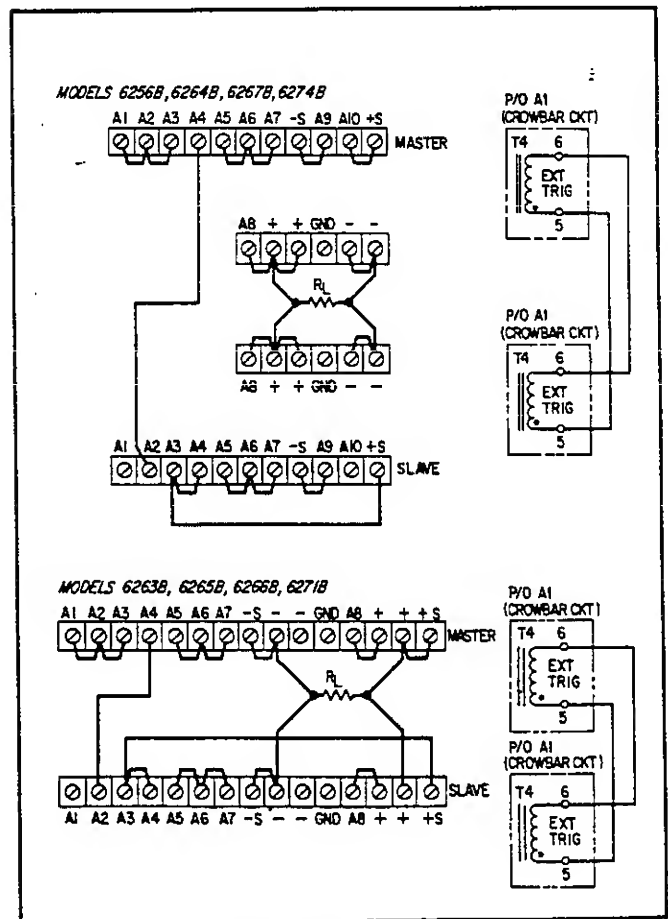 MODELS 6256B, 6264B, 6267B, 6274B
A1 A2 A3 A4 A5 A6 A7 -S A9 A10 +S
MASTER
P/O A1
(CROWBAR CKT)
T4 6
EXT
TRIG
5
A8 + + GND - -
RL
A8 + + GND - -
P/O A1
(CROWBAR CKT)
T4 6
EXT
TRIG
5
A1 A2 A3 A4 A5 A6 A7 -S A9 A10 +S
SLAVE
MODELS 6263B, 6265B, 6266B, 6271B
A1 A2 A3 A4 A5 A6 A7 -S - - GND A8 + + +S
MASTER
P/O A1
(CROWBAR CKT)
T4 6
EXT
TRIG
5
RL
SLAVE
A1 A2 A3 A4 A5 A6 A7 -S - - GND A8 + + +S
P/O A1
(CROWBAR CKT)
T4 6
EXT
TRIG
5